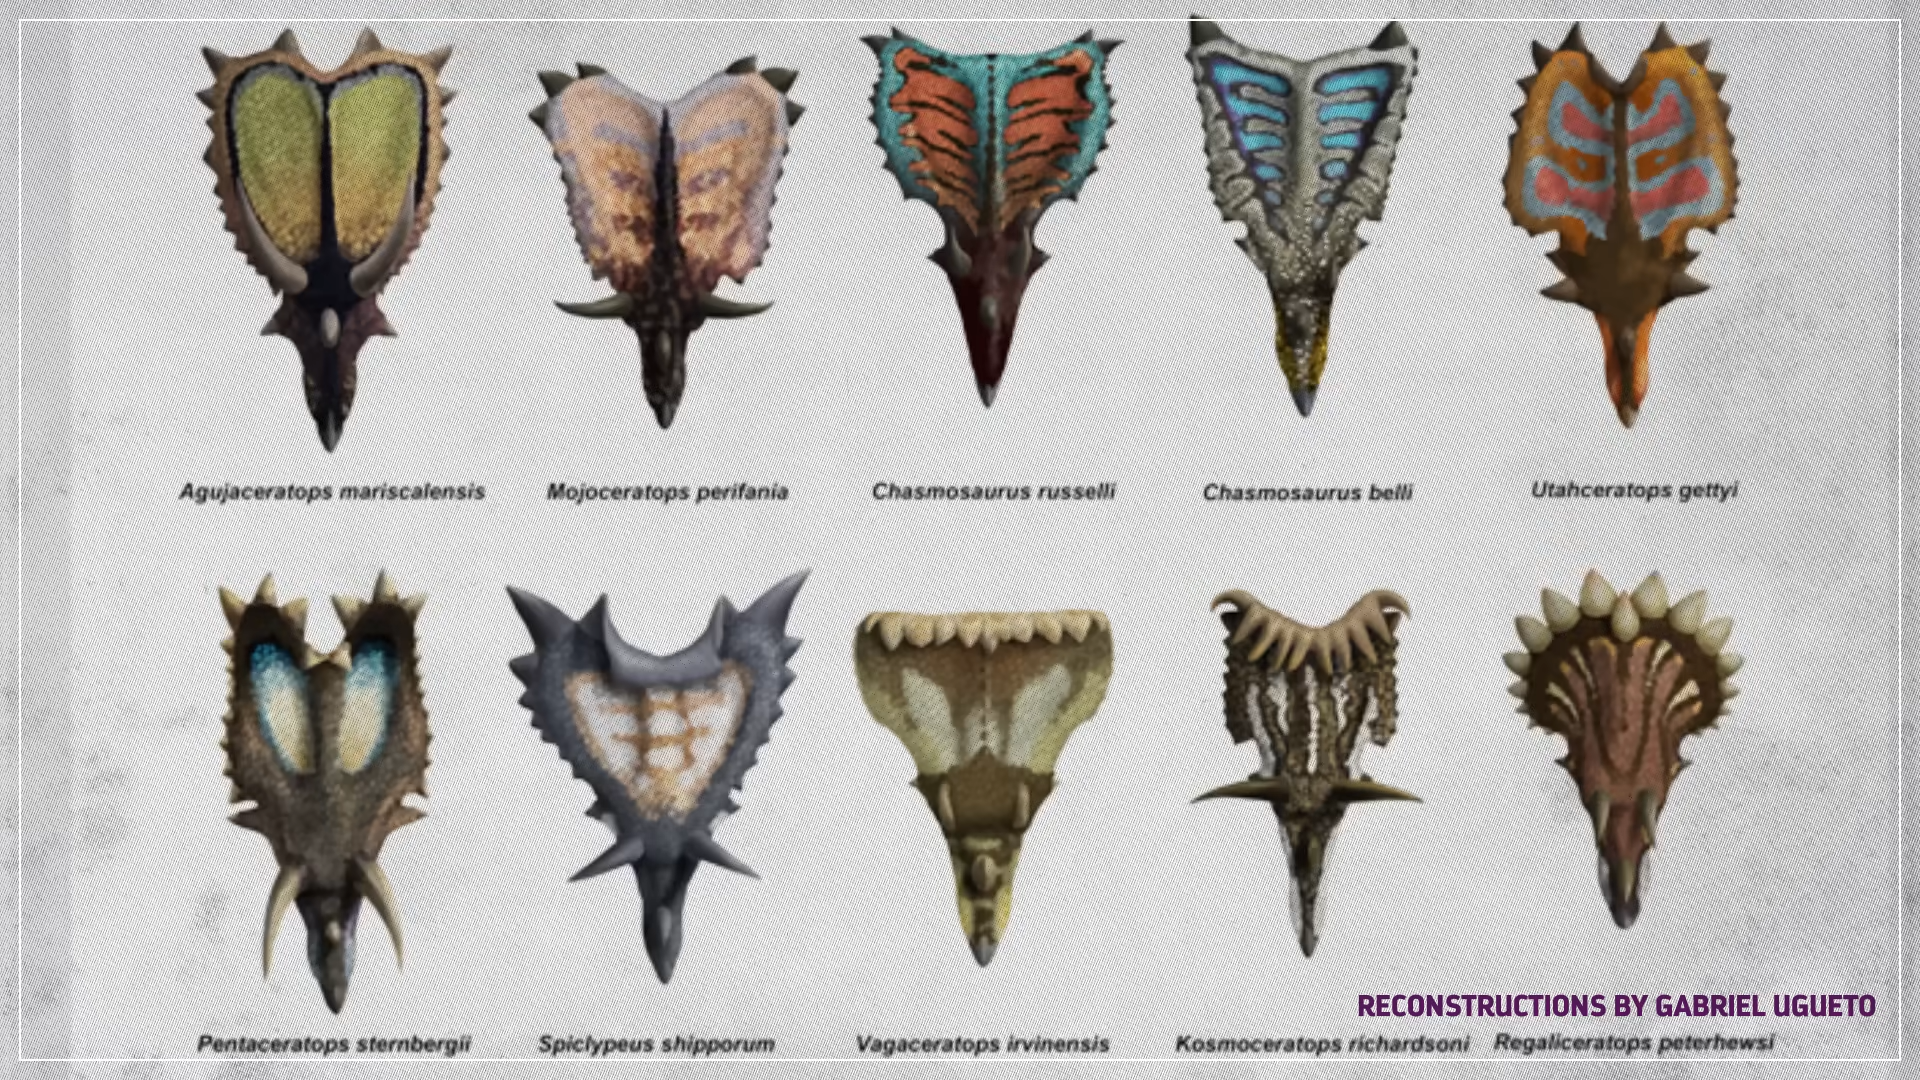 Agujaceratops mariscalensis
Mojoceratops perifania
Chasmosaurus russelli
Chasmosaurus belli
Utahceratops gettyi
Pentaceratops sternbergii
Spiclypeus shipporum
Vagaceratops irvinensis
Kosmoceratops richardsoni
Regaliceratops peterhewsi
RECONSTRUCTIONS BY GABRIEL UGUETO